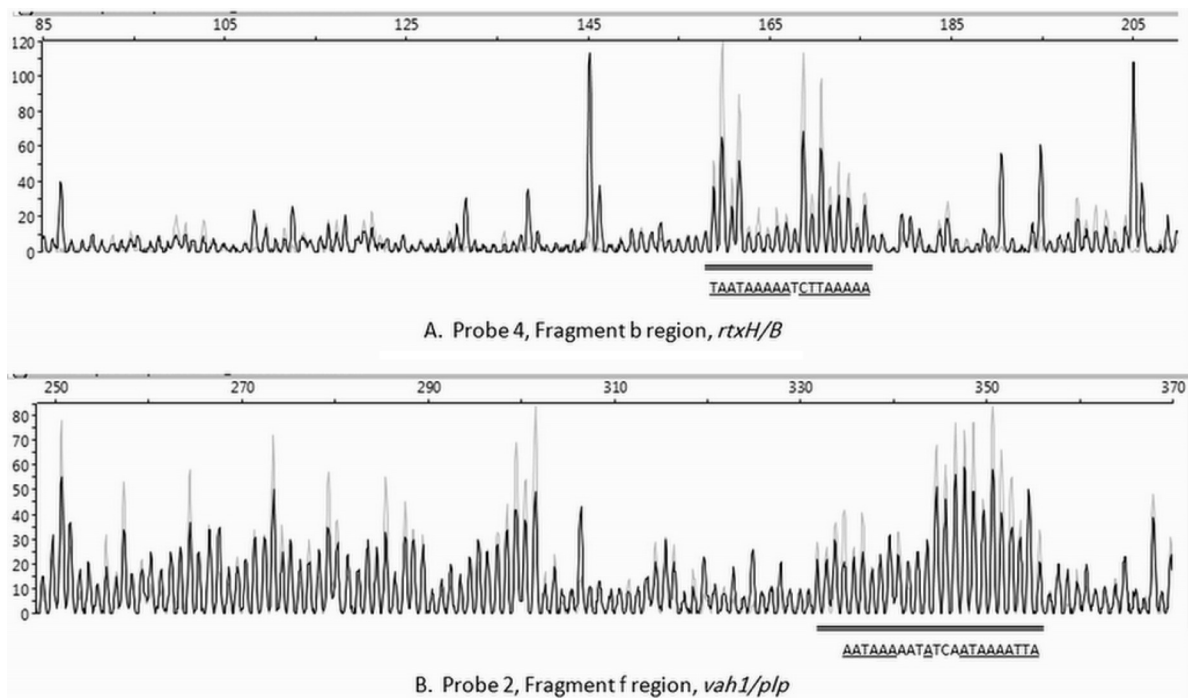 85 105 125 145 165 185 205
120
100
80
60
40
20
0
TAATAAAAATCTTAAAAA
A. Probe 4, Fragment b region, rtxH/B
250 270 290 310 330 350 370
80
70
60
50
40
30
20
10
0
AATAAAAATATCAATAAAATTA
B. Probe 2, Fragment f region, vah1/plp